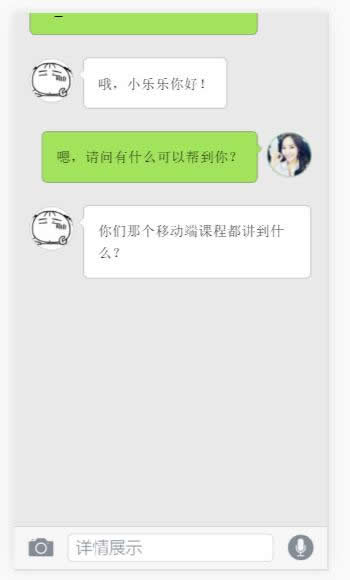 哦，小乐乐你好！
嗯，请问有什么可以帮到你？
你们那个移动端课程都讲到什
么？
详情展示